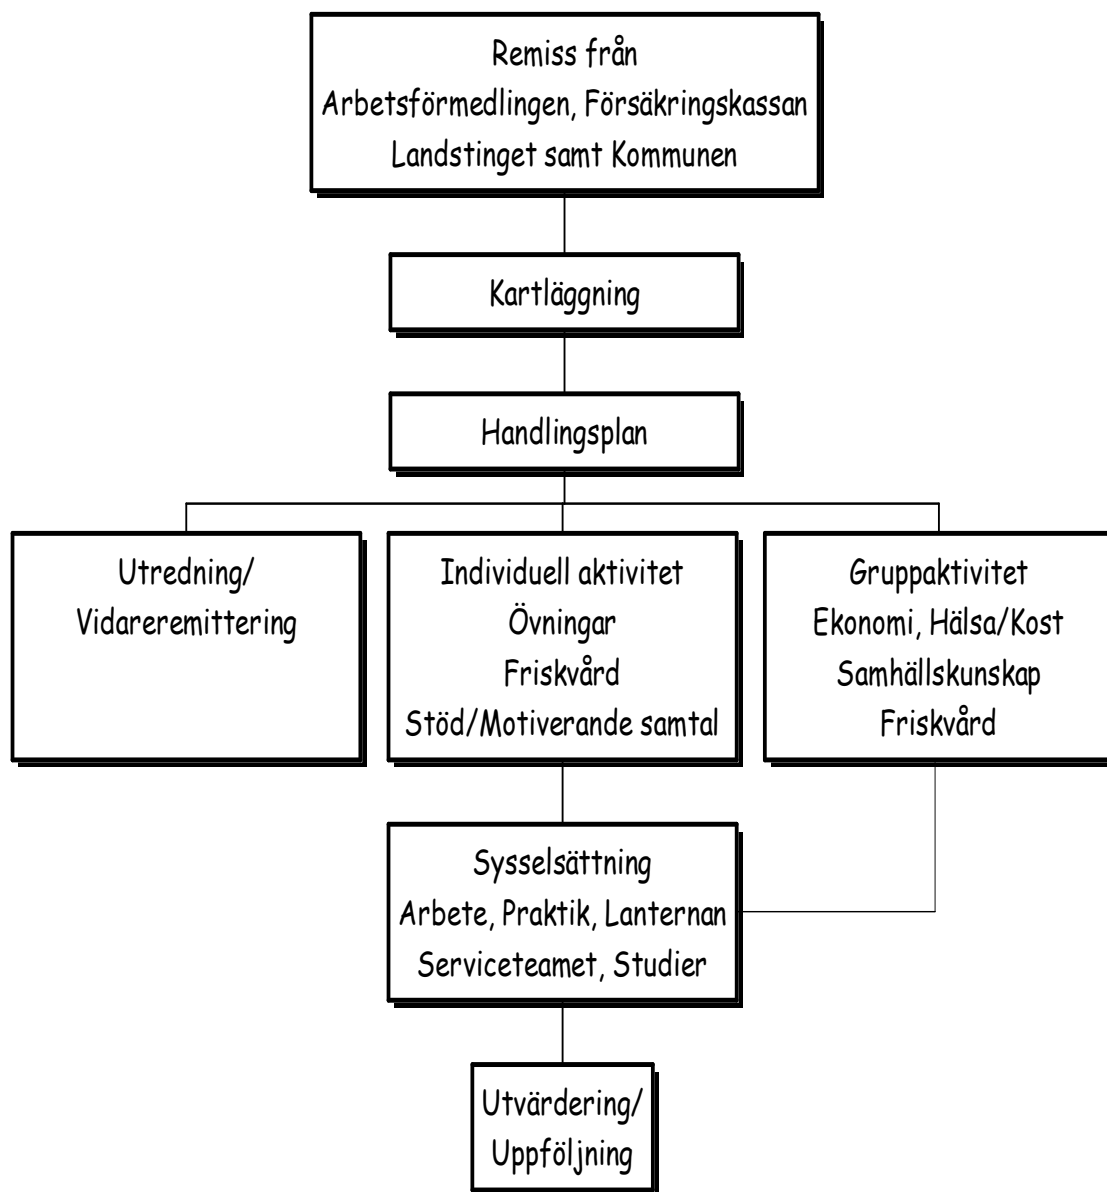 Remiss från
Arbetsförmedlingen, Försäkringskassan
Landstinget samt Kommunen
Kartläggning
Handlingsplan
Utredning/
Vidareremittering
Individuell aktivitet
Övningar
Friskvård
Stöd/Motiverande samtal
Gruppaktivitet
Ekonomi, Hälsa/Kost
Samhällskunskap
Friskvård
Sysselsättning
Arbete, Praktik, Lanternan
Serviceteamet, Studier
Utvärdering/
Uppföljning